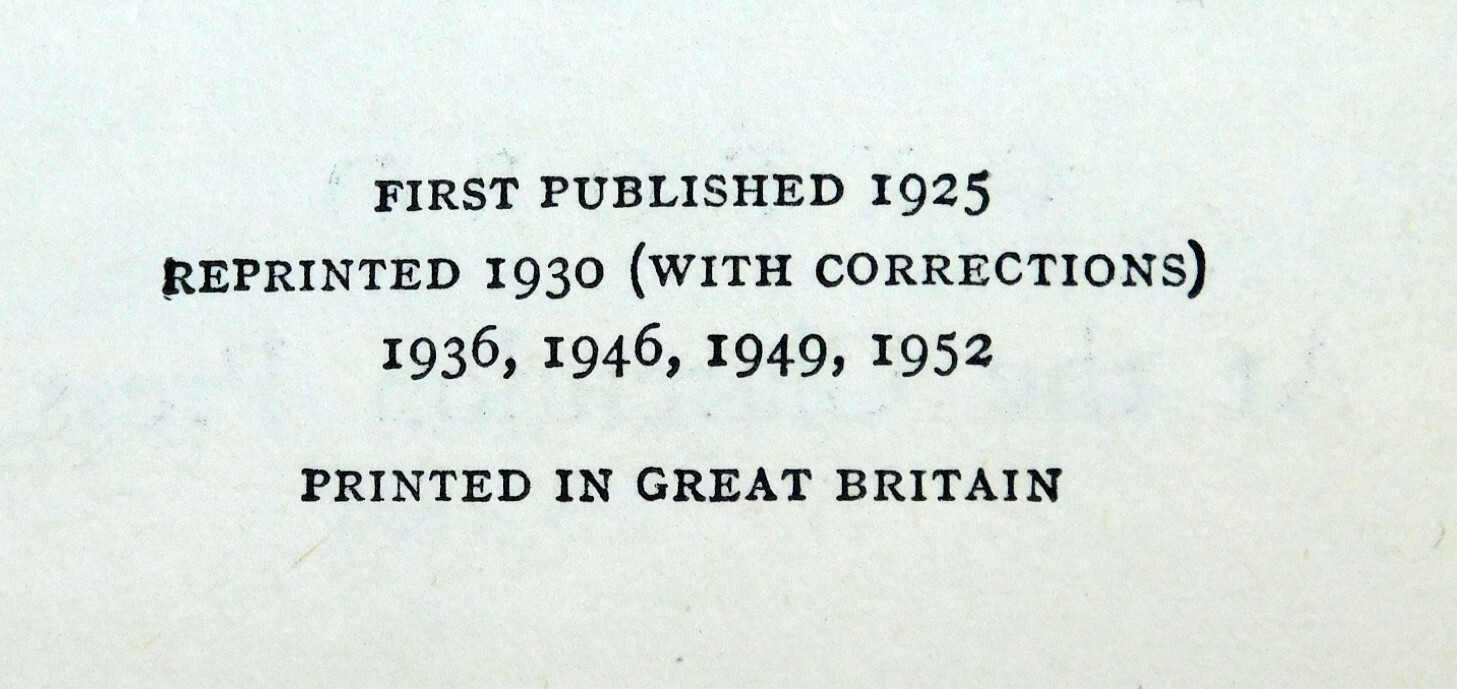 FIRST PUBLISHED 1925
REPRINTED 1930 (WITH CORRECTIONS)
1936, 1946, 1949, 1952
PRINTED IN GREAT BRITAIN